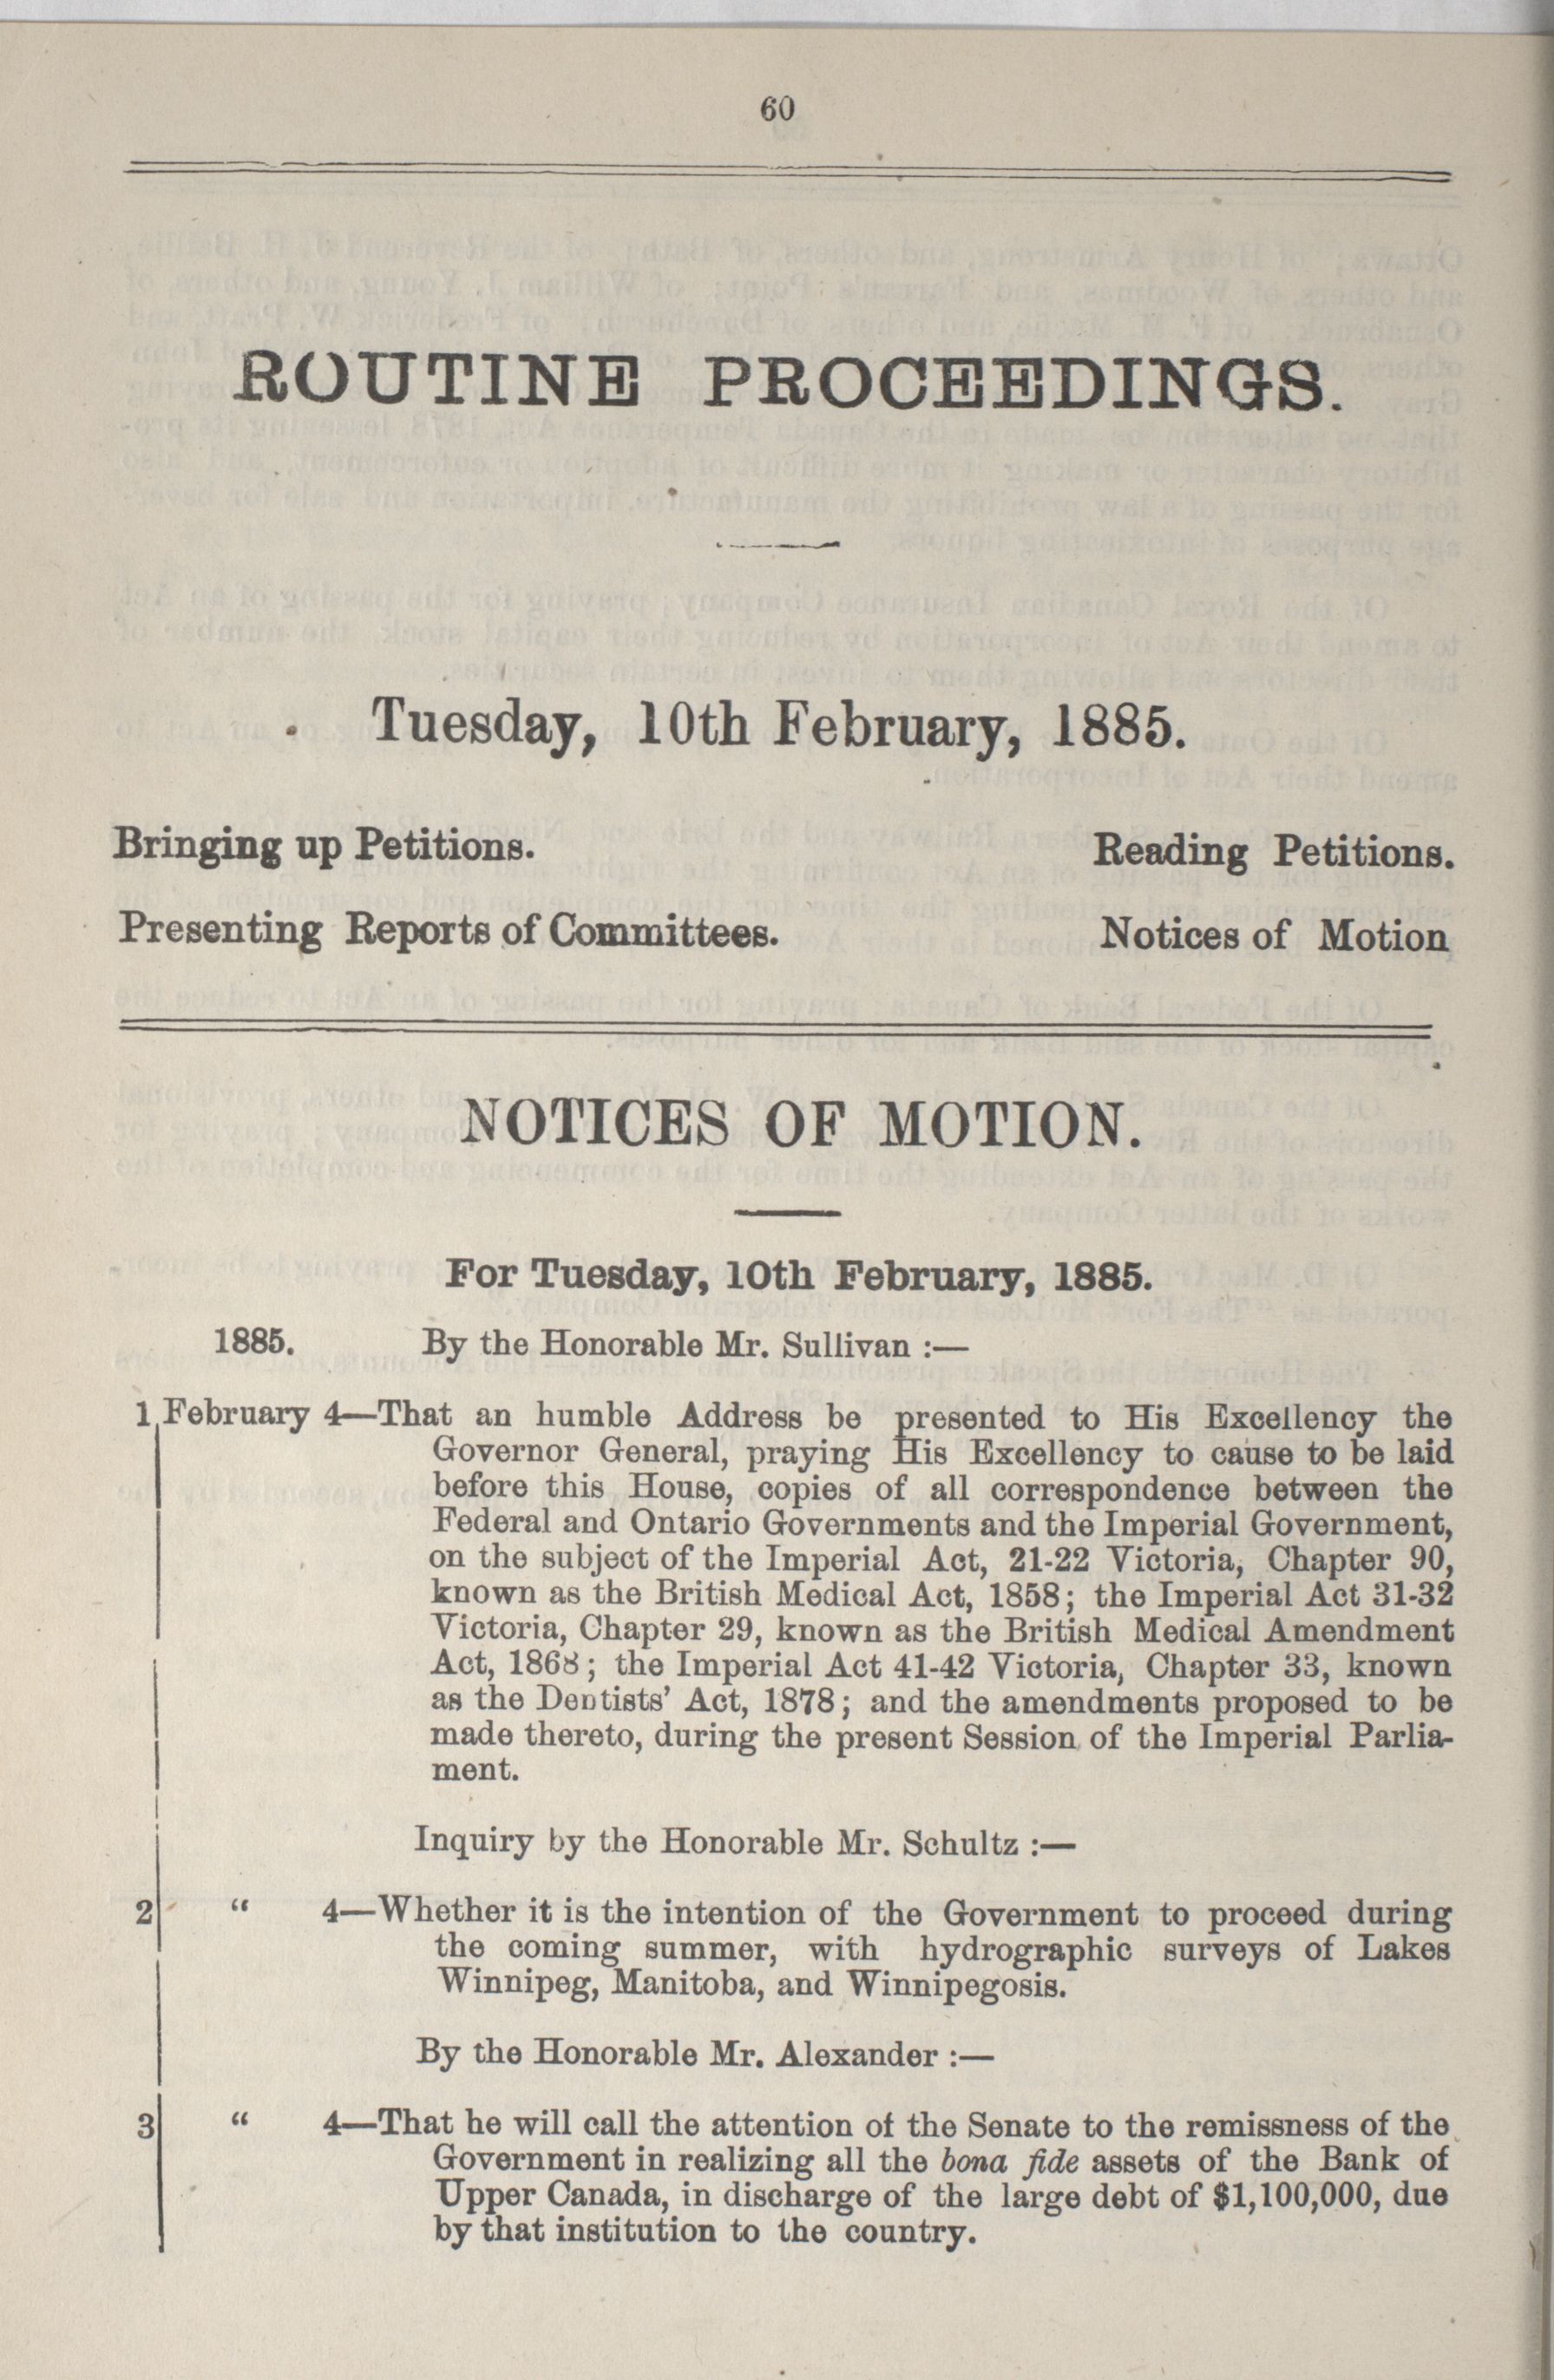 60
ROUTINE PROCEEDINGS.
Tuesday, 10th February, 1885.
Bringing up Petitions. Reading Petitions.
Presenting Reports of Committees. Notices of Motion
NOTICES OF MOTION.
For Tuesday, 10th February, 1885.
1885. By the Honorable Mr. Sullivan :—
1 February 4—That an humble Address be presented to His Excellency the
Governor General, praying His Excellency to cause to be laid
before this House, copies of all correspondence between the
Federal and Ontario Governments and the Imperial Government,
on the subject of the Imperial Act, 21-22 Victoria, Chapter 90,
known as the British Medical Act, 1858; the Imperial Act 31-32
Victoria, Chapter 29, known as the British Medical Amendment
Act, 1868; the Imperial Act 41-42 Victoria, Chapter 33, known
as the Dentists' Act, 1878; and the amendments proposed to be
made thereto, during the present Session of the Imperial Parlia-
ment.
Inquiry by the Honorable Mr. Schultz :—
2 “ 4—Whether it is the intention of the Government to proceed during
the coming summer, with hydrographic surveys of Lakes
Winnipeg, Manitoba, and Winnipegosis.
By the Honorable Mr. Alexander :—
3 “ 4—That he will call the attention of the Senate to the remissness of the
Government in realizing all the bona fide assets of the Bank of
Upper Canada, in discharge of the large debt of $1,100,000, due
by that institution to the country.